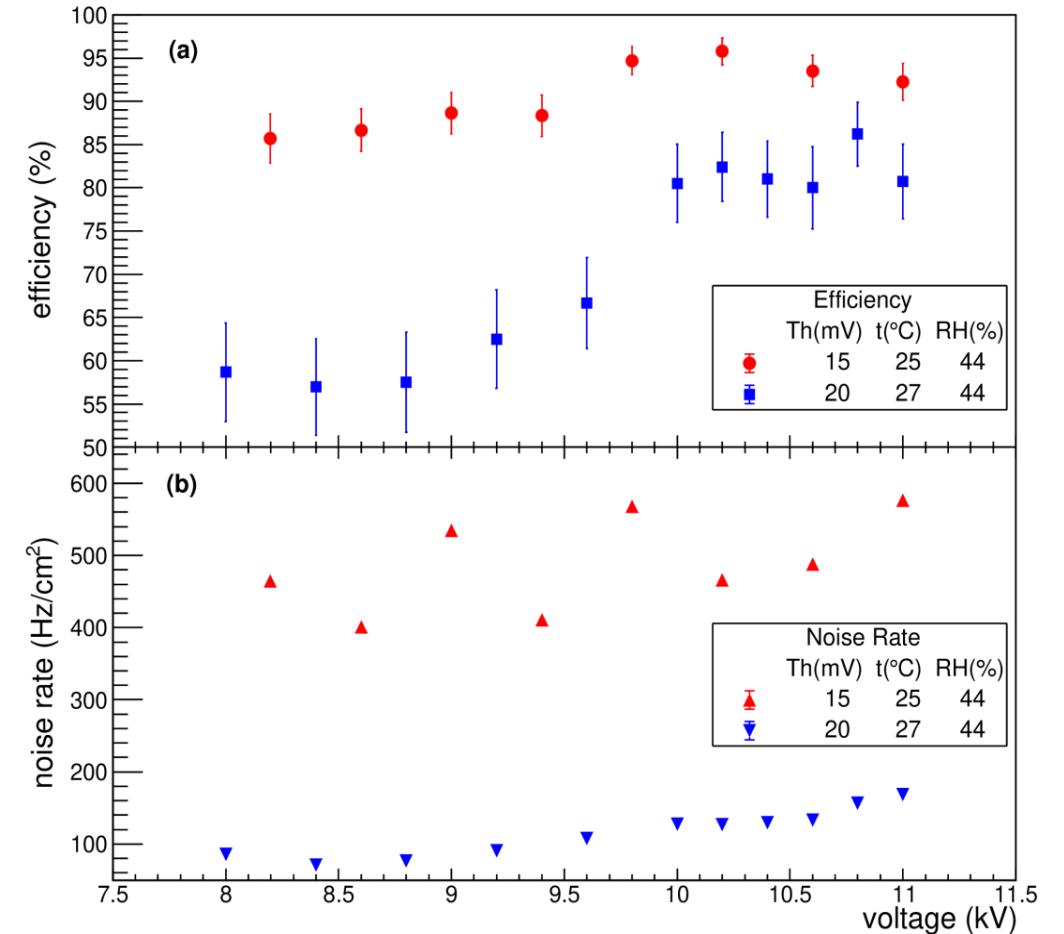 (a)
efficiency (%)
100
95
90
85
80
75
70
65
60
55
50
Efficiency
Th(mV) t(°C) RH(%)
15 25 44
20 27 44
(b)
noise rate (Hz/cm²)
600
500
400
300
200
100
Noise Rate
Th(mV) t(°C) RH(%)
15 25 44
20 27 44
7.5 8 8.5 9 9.5 10 10.5 11 11.5
voltage (kV)